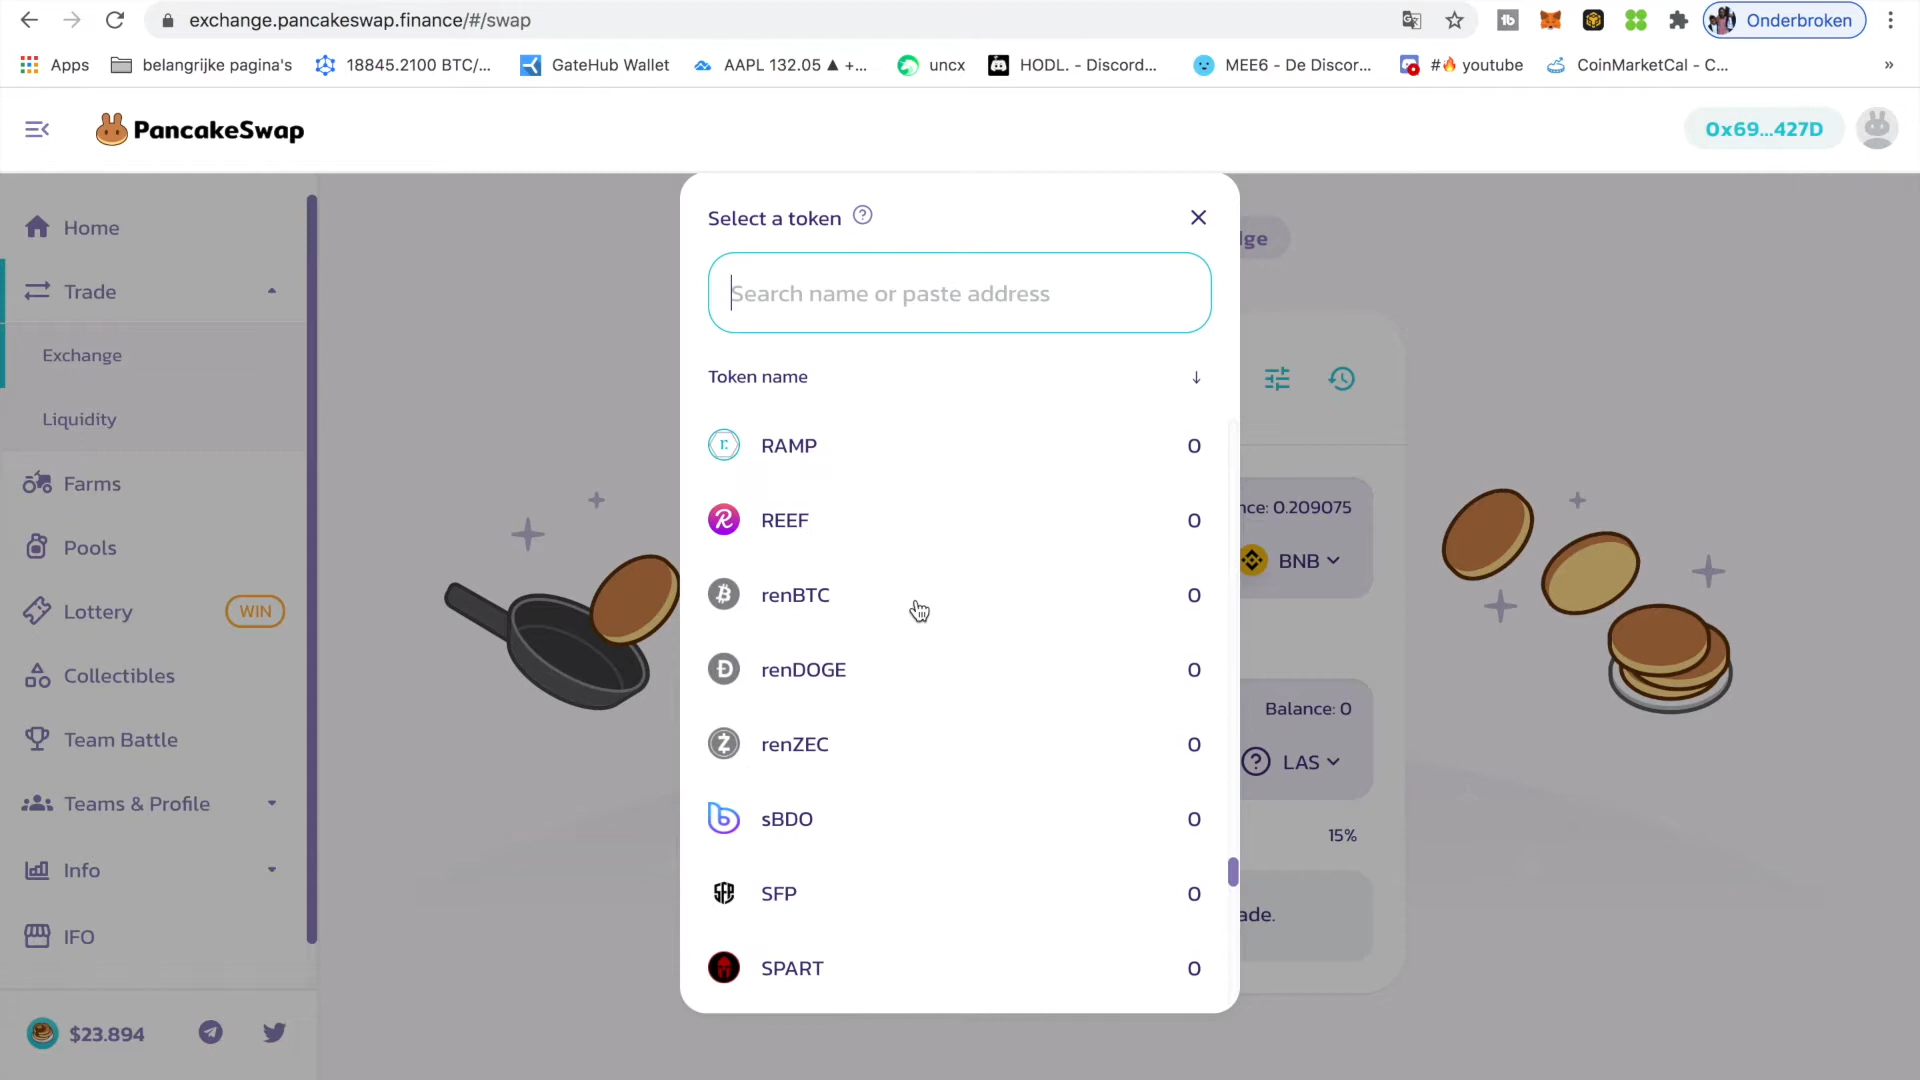 exchange.pancakeswap.finance/#/swap
Onderbroken
Apps
belangrijke pagina's
18845.2100 BTC/...
GateHub Wallet
AAPL 132.05 ▲ +...
uncx
HODL. - Discord...
MEE6 - De Discor...
#🔥 youtube
CoinMarketCal - C...
»
PancakeSwap
0x69...427D
Home
Trade
Exchange
Liquidity
Farms
Pools
Lottery
WIN
Collectibles
Team Battle
Teams & Profile
Info
IFO
$23.894
Select a token
Search name or paste address
Token name ↓
RAMP 0
REEF 0
renBTC 0
renDOGE 0
renZEC 0
sBDO 0
SFP 0
SPART 0
dge
nce: 0.209075
BNB
Balance: 0
LAS
15%
ade.